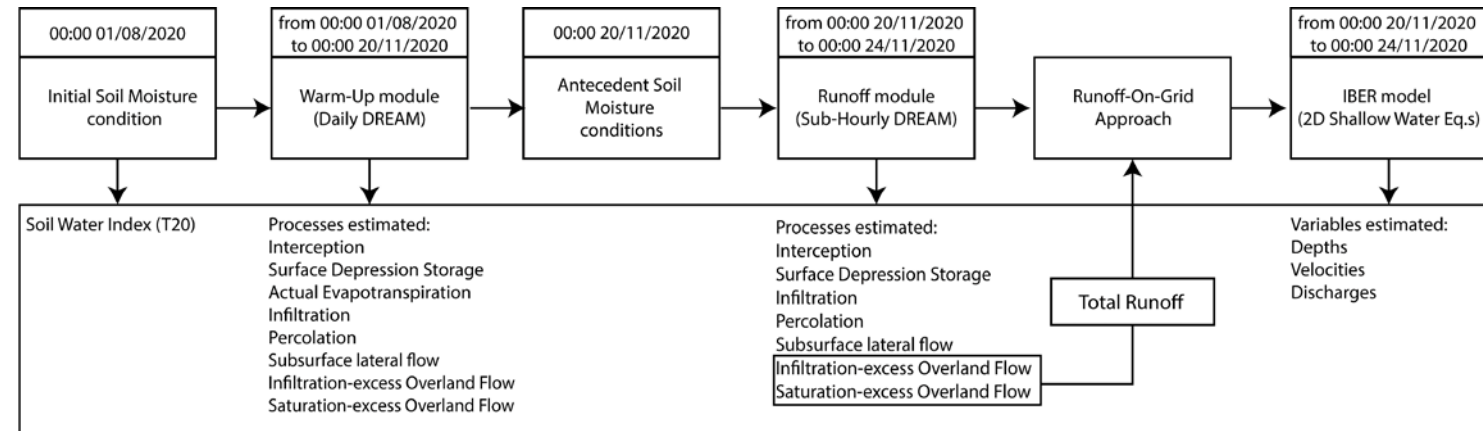 00:00 01/08/2020
Initial Soil Moisture
condition
from 00:00 01/08/2020
to 00:00 20/11/2020
Warm-Up module
(Daily DREAM)
00:00 20/11/2020
Antecedent Soil
Moisture
conditions
from 00:00 20/11/2020
to 00:00 24/11/2020
Runoff module
(Sub-Hourly DREAM)
Runoff-On-Grid
Approach
from 00:00 20/11/2020
to 00:00 24/11/2020
IBER model
(2D Shallow Water Eq.s)
Soil Water Index (T20)
Processes estimated:
Interception
Surface Depression Storage
Actual Evapotranspiration
Infiltration
Percolation
Subsurface lateral flow
Infiltration-excess Overland Flow
Saturation-excess Overland Flow
Processes estimated:
Interception
Surface Depression Storage
Infiltration
Percolation
Subsurface lateral flow
Infiltration-excess Overland Flow
Saturation-excess Overland Flow
Total Runoff
Variables estimated:
Depths
Velocities
Discharges